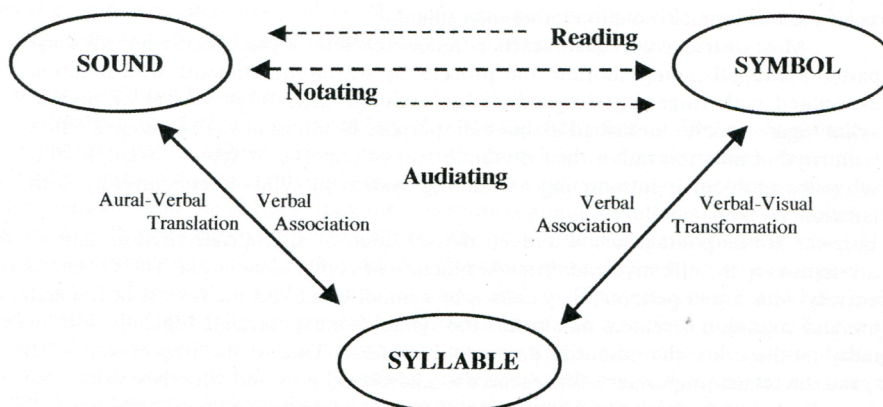 Reading
SOUND
SYMBOL
Notating
Audiating
Aural-Verbal Translation
Verbal Association
Verbal Association
Verbal-Visual Transformation
SYLLABLE